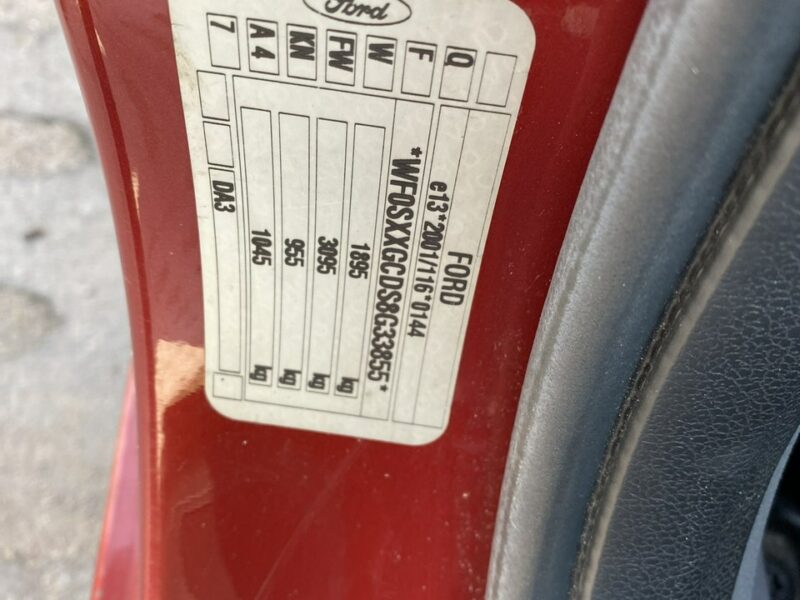 Ford
FORD
e13*2001/116*0144
*WF0SXXGCDS8G33855*
Q
F
W 1895 kg
FW 3095 kg
KN 955 kg
A 4 1045 kg
7 DA3